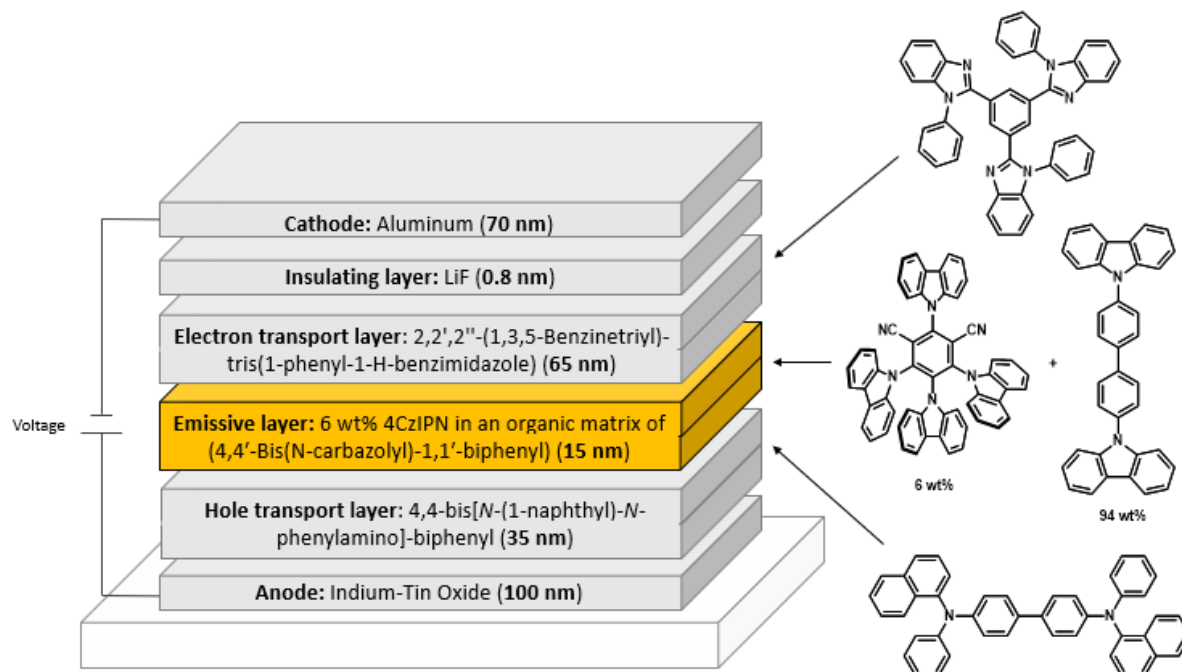 Cathode: Aluminum (70 nm)
Insulating layer: LiF (0.8 nm)
Electron transport layer: 2,2',2''-(1,3,5-Benzinetriyl)-
tris(1-phenyl-1-H-benzimidazole) (65 nm)
Emissive layer: 6 wt% 4CzIPN in an organic matrix of
(4,4′-Bis(N-carbazolyl)-1,1′-biphenyl) (15 nm)
Hole transport layer: 4,4-bis[N-(1-naphthyl)-N-
phenylamino]-biphenyl (35 nm)
Anode: Indium-Tin Oxide (100 nm)
Voltage
N
N
N
N
N
N
N
NC
CN
N
N
N
+
6 wt%
N
N
94 wt%
N
N